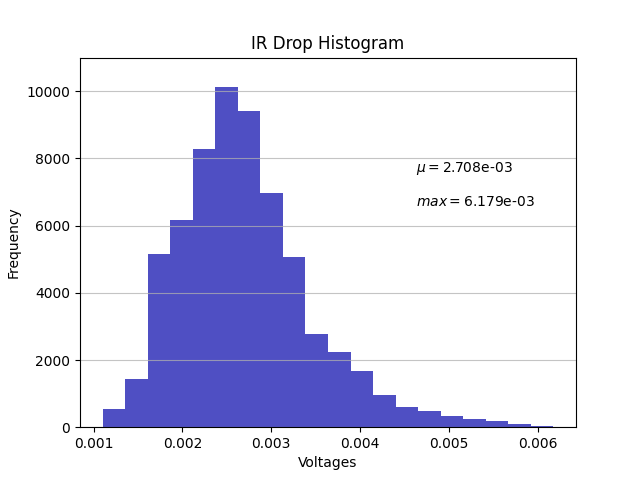 IR Drop Histogram
10000
8000
6000
4000
2000
0
Frequency
μ = 2.708e-03
max = 6.179e-03
0.001 0.002 0.003 0.004 0.005 0.006
Voltages